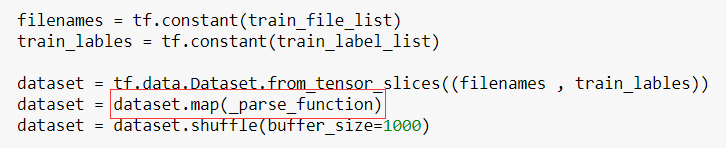 filenames = tf.constant(train_file_list)
train_lables = tf.constant(train_label_list)
dataset = tf.data.Dataset.from_tensor_slices((filenames , train_lables))
dataset = dataset.map(_parse_function)
dataset = dataset.shuffle(buffer_size=1000)